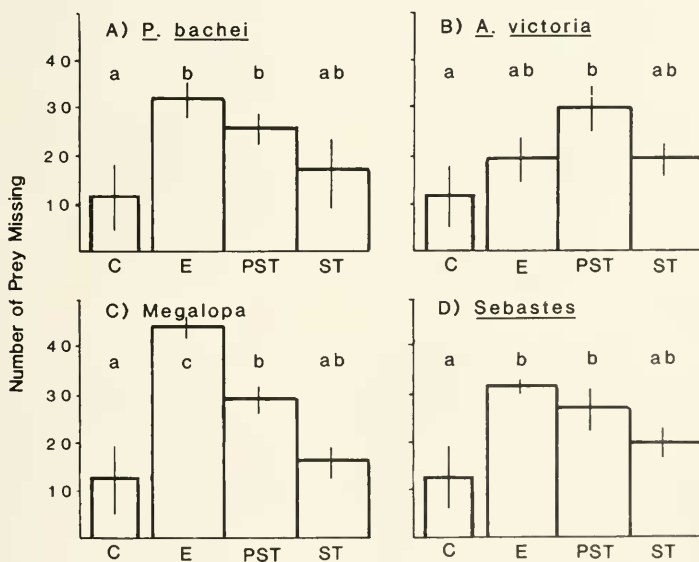 A) P. bachei
B) A. victoria
40
30
20
10
a b b ab
a ab b ab
C E PST ST
C E PST ST
Number of Prey Missing
C) Megalopa
D) Sebastes
40
30
20
10
a c b ab
a b b ab
C E PST ST
C E PST ST